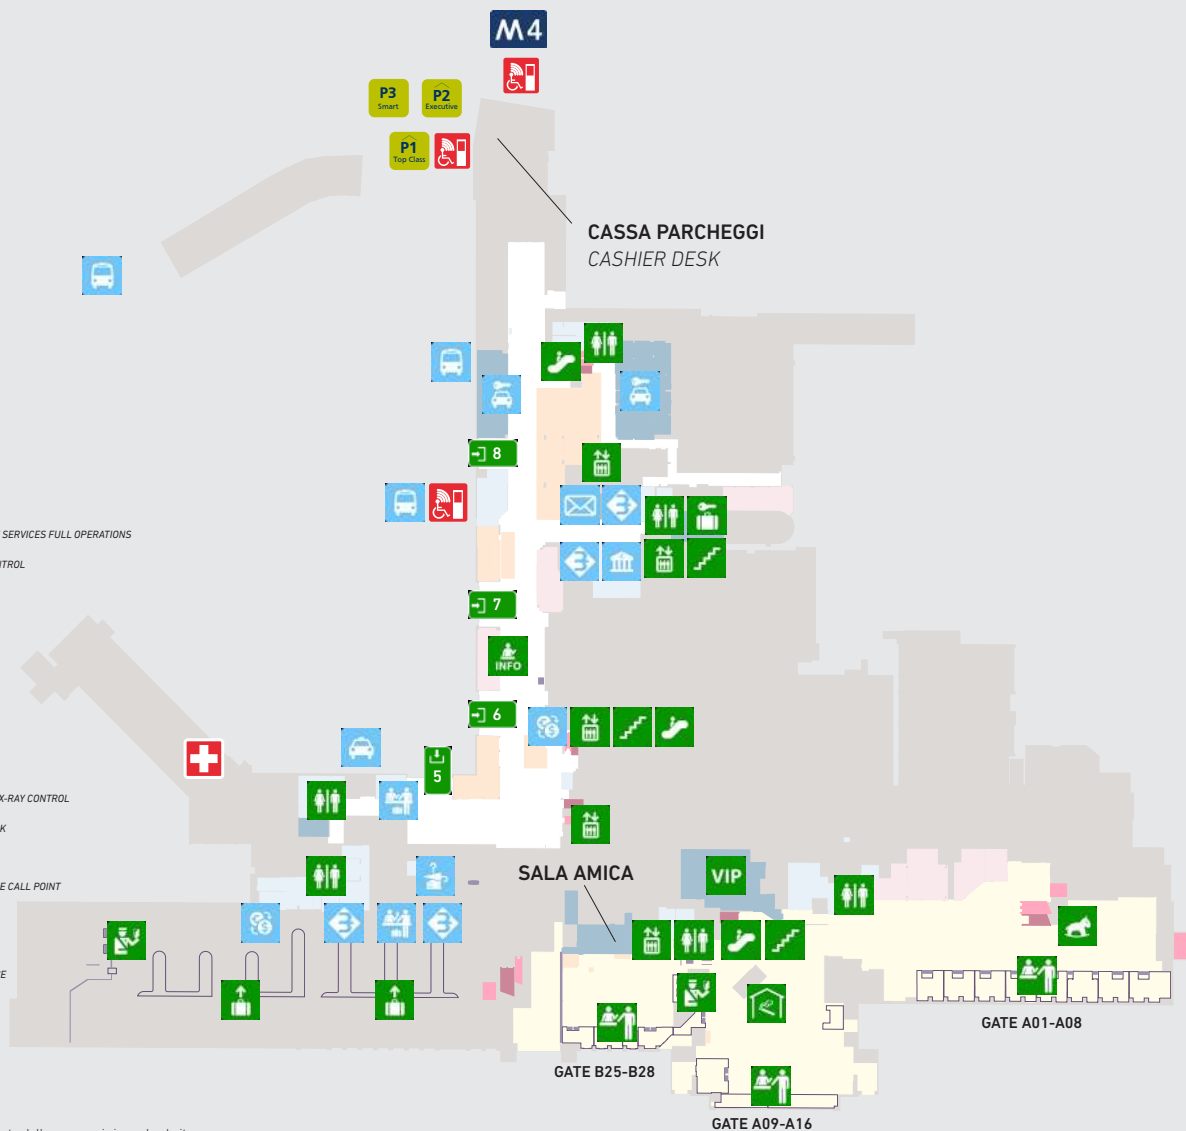 M4
P3
Smart
P2
Executive
P1
Top Class
CASSA PARCHEGGI
CASHIER DESK
8
SERVICES FULL OPERATIONS
7
INFO
6
5
X-RAY CONTROL
E CALL POINT
SALA AMICA
VIP
GATE A01-A08
GATE B25-B28
GATE A09-A16